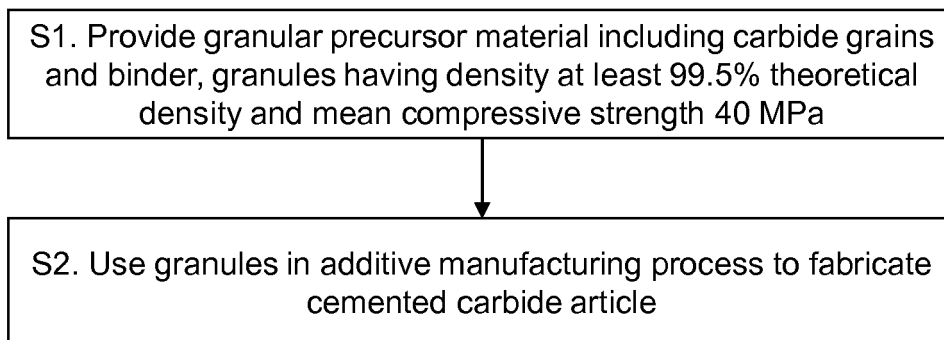 S1. Provide granular precursor material including carbide grains
and binder, granules having density at least 99.5% theoretical
density and mean compressive strength 40 MPa
S2. Use granules in additive manufacturing process to fabricate
cemented carbide article